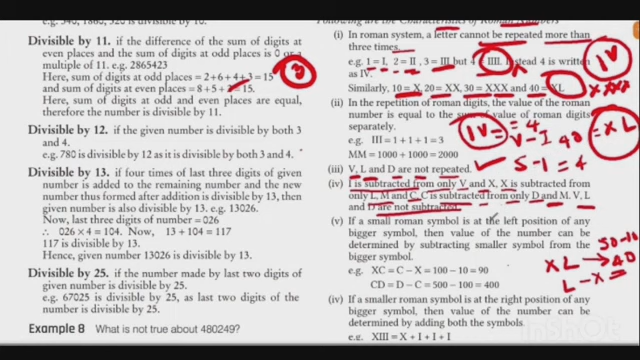 e.g. 540, 1860, 520 is divisible by 10.
Divisible by 11. if the difference of the sum of digits at
even places and the sum of digits at odd places is 0 or a
multiple of 11. e.g. 2865423
Here, sum of digits at odd places = 2+6+4+3 = 15
and sum of digits at even places = 8+5+2 = 15.
Here, sum of digits at odd and even places are equal,
therefore the number is divisible by 11.
Divisible by 12. if the given number is divisible by both 3
and 4.
e.g. 780 is divisible by 12 as it is divisible by both 3 and 4.
Divisible by 13. if four times of last three digits of given
number is added to the remaining number and the new
number thus formed after addition is divisible by 13, then
given number is also divisible by 13. e.g. 13026.
Now, last three digits of number = 026
∴ 026 × 4 = 104. Now, 13 + 104 = 117
117 is divisible by 13.
Hence, given number 13026 is divisible by 13.
Divisible by 25. if the number made by last two digits of
given number is divisible by 25.
e.g. 67025 is divisible by 25, as last two digits of the
number is divisible by 25.
Example 8 What is not true about 480249?
Following are the Characteristics of Roman Numbers
(i) In roman system, a letter cannot be repeated more than
three times.
e.g. 1 = I, 2 = II, 3 = III but 4 = IIII. Instead 4 is written
as IV.
Similarly, 10 = X, 20 = XX, 30 = XXX and 40 = XL
(ii) In the repetition of roman digits, the value of the roman
number is equal to the sum of value of roman digits
separately.
e.g. III = 1 + 1 + 1 = 3
MM = 1000 + 1000 = 2000
(iii) V, L and D are not repeated.
(iv) I is subtracted from only V and X, X is subtracted from
only L, M and C, C is subtracted from only D and M. V, L
and D are not subtracted.
(v) If a small roman symbol is at the left position of any
bigger symbol, then value of the number can be
determined by subtracting smaller symbol from the
bigger symbol.
e.g. XC = C - X = 100 - 10 = 90
CD = D - C = 500 - 100 = 400
(iv) If a smaller roman symbol is at the right position of any
bigger roman symbol, then value of the number can be
determined by adding both the symbols.
e.g. XIII = X + I + I + I
IV
XXXX
IV = 4
V - I
40 = XL
5 - 1 = 4
50-10
XL → 40
L - X =